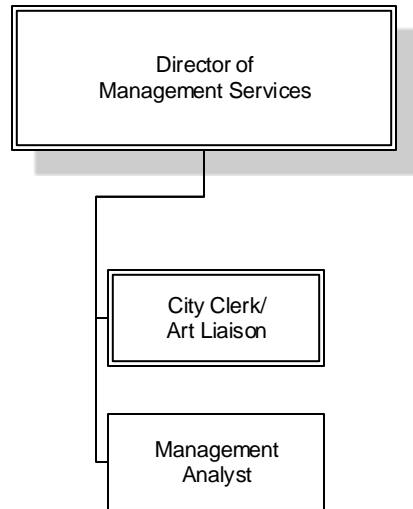 Director of
Management Services
City Clerk/
Art Liaison
Management
Analyst